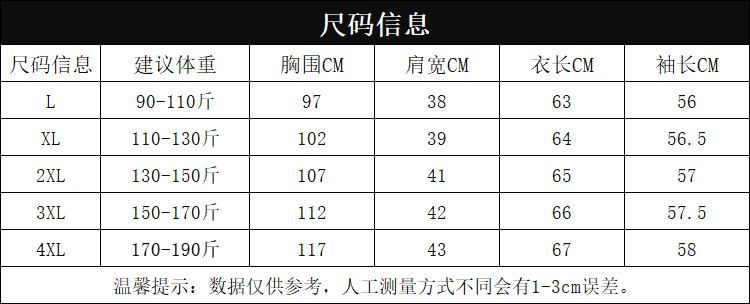 尺码信息
尺码信息 建议体重 胸围CM 肩宽CM 衣长CM 袖长CM
L 90-110斤 97 38 63 56
XL 110-130斤 102 39 64 56.5
2XL 130-150斤 107 41 65 57
3XL 150-170斤 112 42 66 57.5
4XL 170-190斤 117 43 67 58
温馨提示：数据仅供参考，人工测量方式不同会有1-3cm误差。